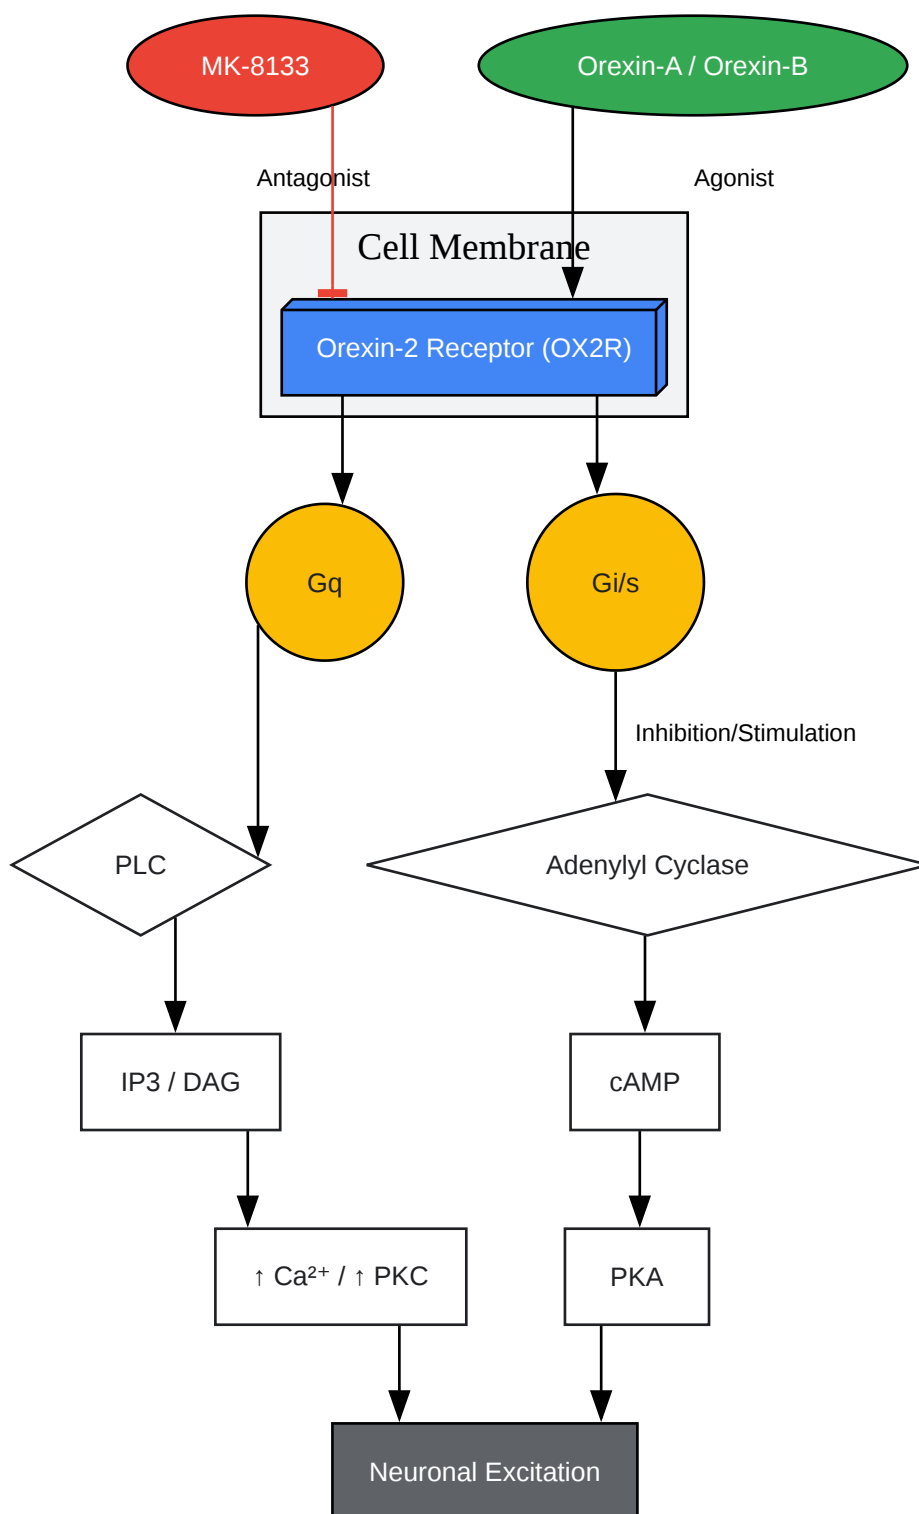 MK-8133
Orexin-A / Orexin-B
Antagonist
Agonist
Cell Membrane
Orexin-2 Receptor (OX2R)
Gq
Gi/s
Inhibition/Stimulation
PLC
Adenylyl Cyclase
IP3 / DAG
cAMP
↑ Ca²⁺ / ↑ PKC
PKA
Neuronal Excitation